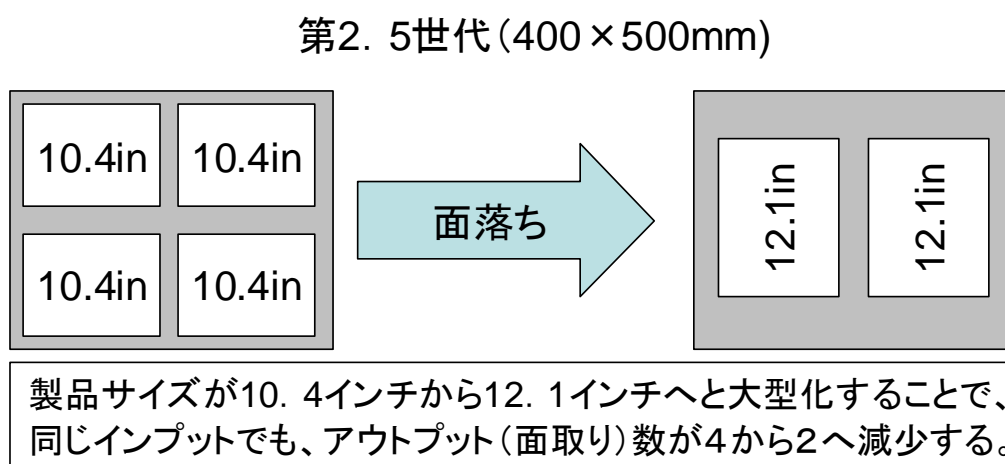 第2．5世代（400×500mm)
10.4in 10.4in
面落ち
12.1in 12.1in
10.4in 10.4in
製品サイズが10．4インチから12．1インチへと大型化することで、
同じインプットでも、アウトプット（面取り）数が４から２へ減少する。